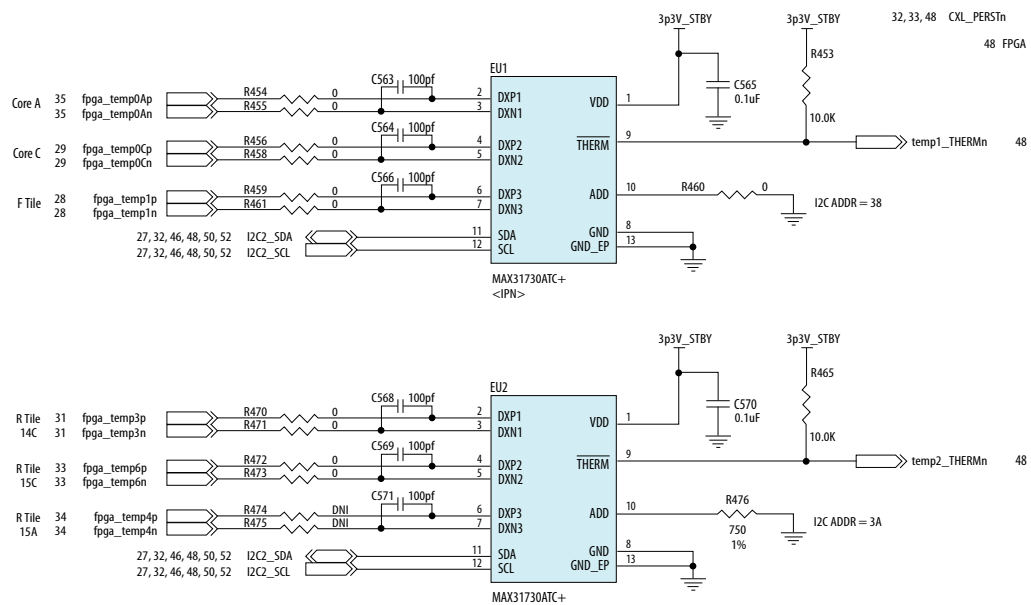 3p3V_STBY
3p3V_STBY
32, 33, 48 CXL_PERSTn
48 FPGA
R453
10.0K
C565
0.1uF
EU1
C563 100pf
Core A 35 fpga_temp0Ap R454 0 2 DXP1
35 fpga_temp0An R455 3 DXN1
VDD 1
C564 100pf
Core C 29 fpga_temp0Cp R456 0 4 DXP2
29 fpga_temp0Cn R458 0 5 DXN2
THERM 9
temp1_THERMn 48
C566 100pf
F Tile 28 fpga_temp1p R459 0 6 DXP3
28 fpga_temp1n R461 0 7 DXN3
ADD 10 R460 0
I2C ADDR = 38
27, 32, 46, 48, 50, 52 I2C2_SDA 11 SDA
27, 32, 46, 48, 50, 52 I2C2_SCL 12 SCL
GND 8
GND_EP 13
MAX31730ATC+
<IPN>
3p3V_STBY
3p3V_STBY
R465
10.0K
C570
0.1uF
EU2
C568 100pf
R Tile 31 fpga_temp3p R470 0 2 DXP1
14C 31 fpga_temp3n R471 0 3 DXN1
VDD 1
C569 100pf
R Tile 33 fpga_temp6p R472 0 4 DXP2
15C 33 fpga_temp6n R473 0 5 DXN2
THERM 9
temp2_THERMn 48
C571 100pf
R Tile 34 fpga_temp4p R474 DNI 6 DXP3
15A 34 fpga_temp4n R475 DNI 7 DXN3
ADD 10 R476
750
1%
I2C ADDR = 3A
27, 32, 46, 48, 50, 52 I2C2_SDA 11 SDA
27, 32, 46, 48, 50, 52 I2C2_SCL 12 SCL
GND 8
GND_EP 13
MAX31730ATC+